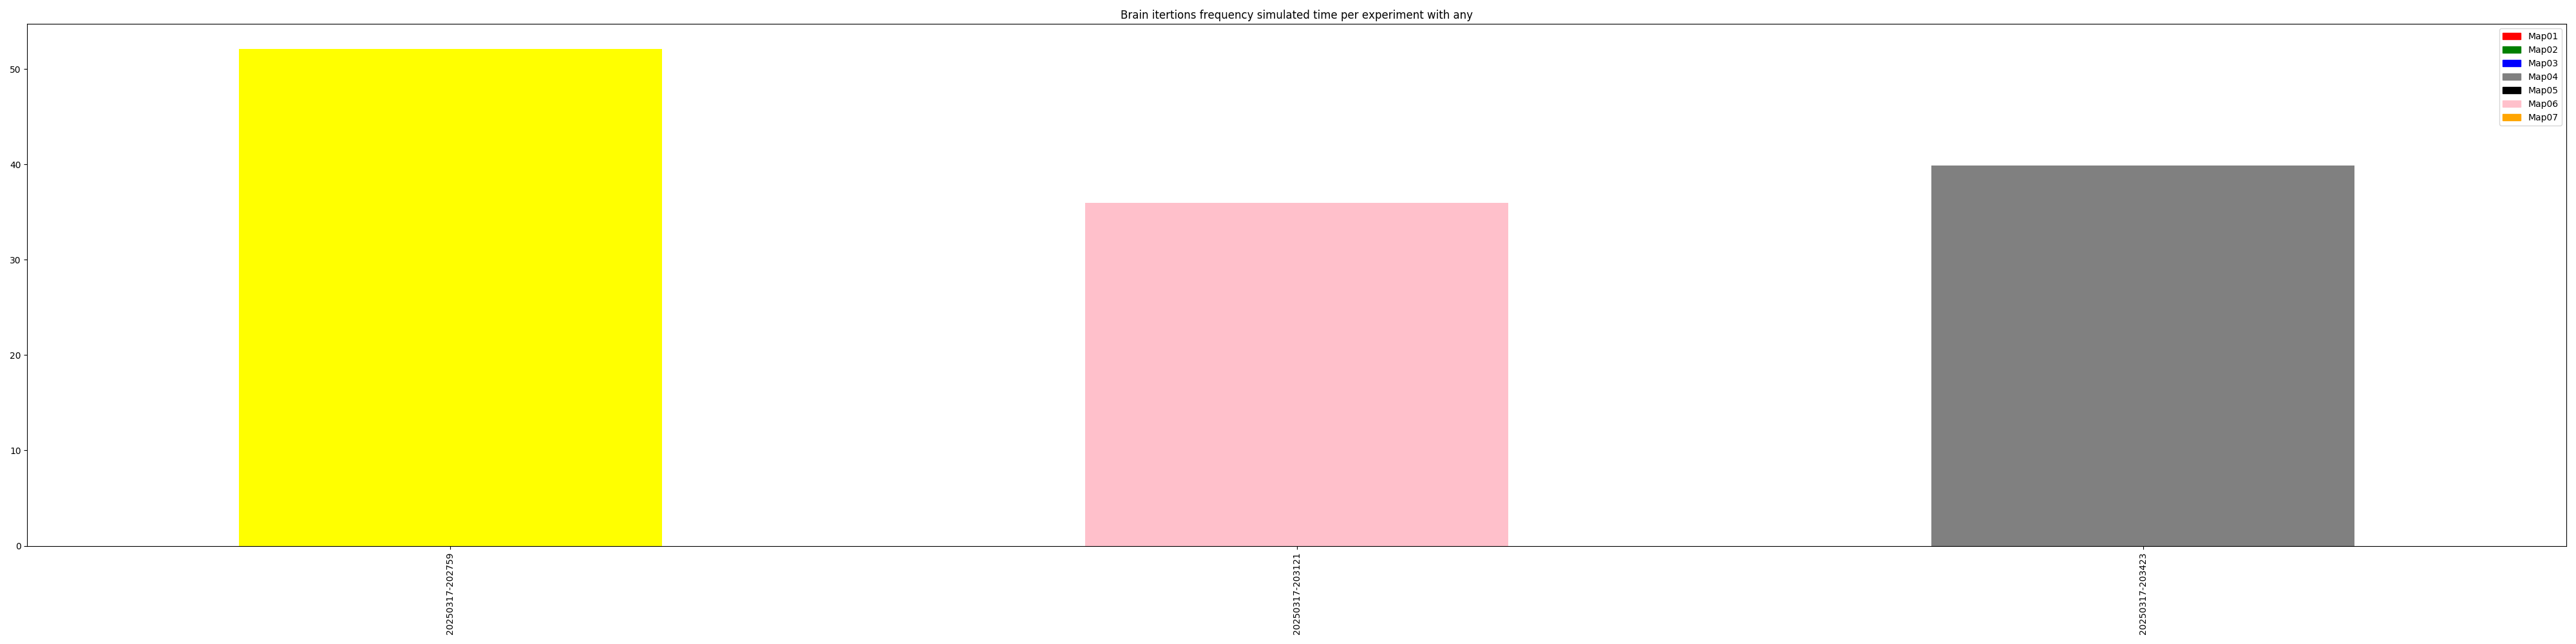 Brain itertions frequency simulated time per experiment with any
50
40
30
20
10
0
Map01
Map02
Map03
Map04
Map05
Map06
Map07
20250317-202759
20250317-203121
20250317-203423